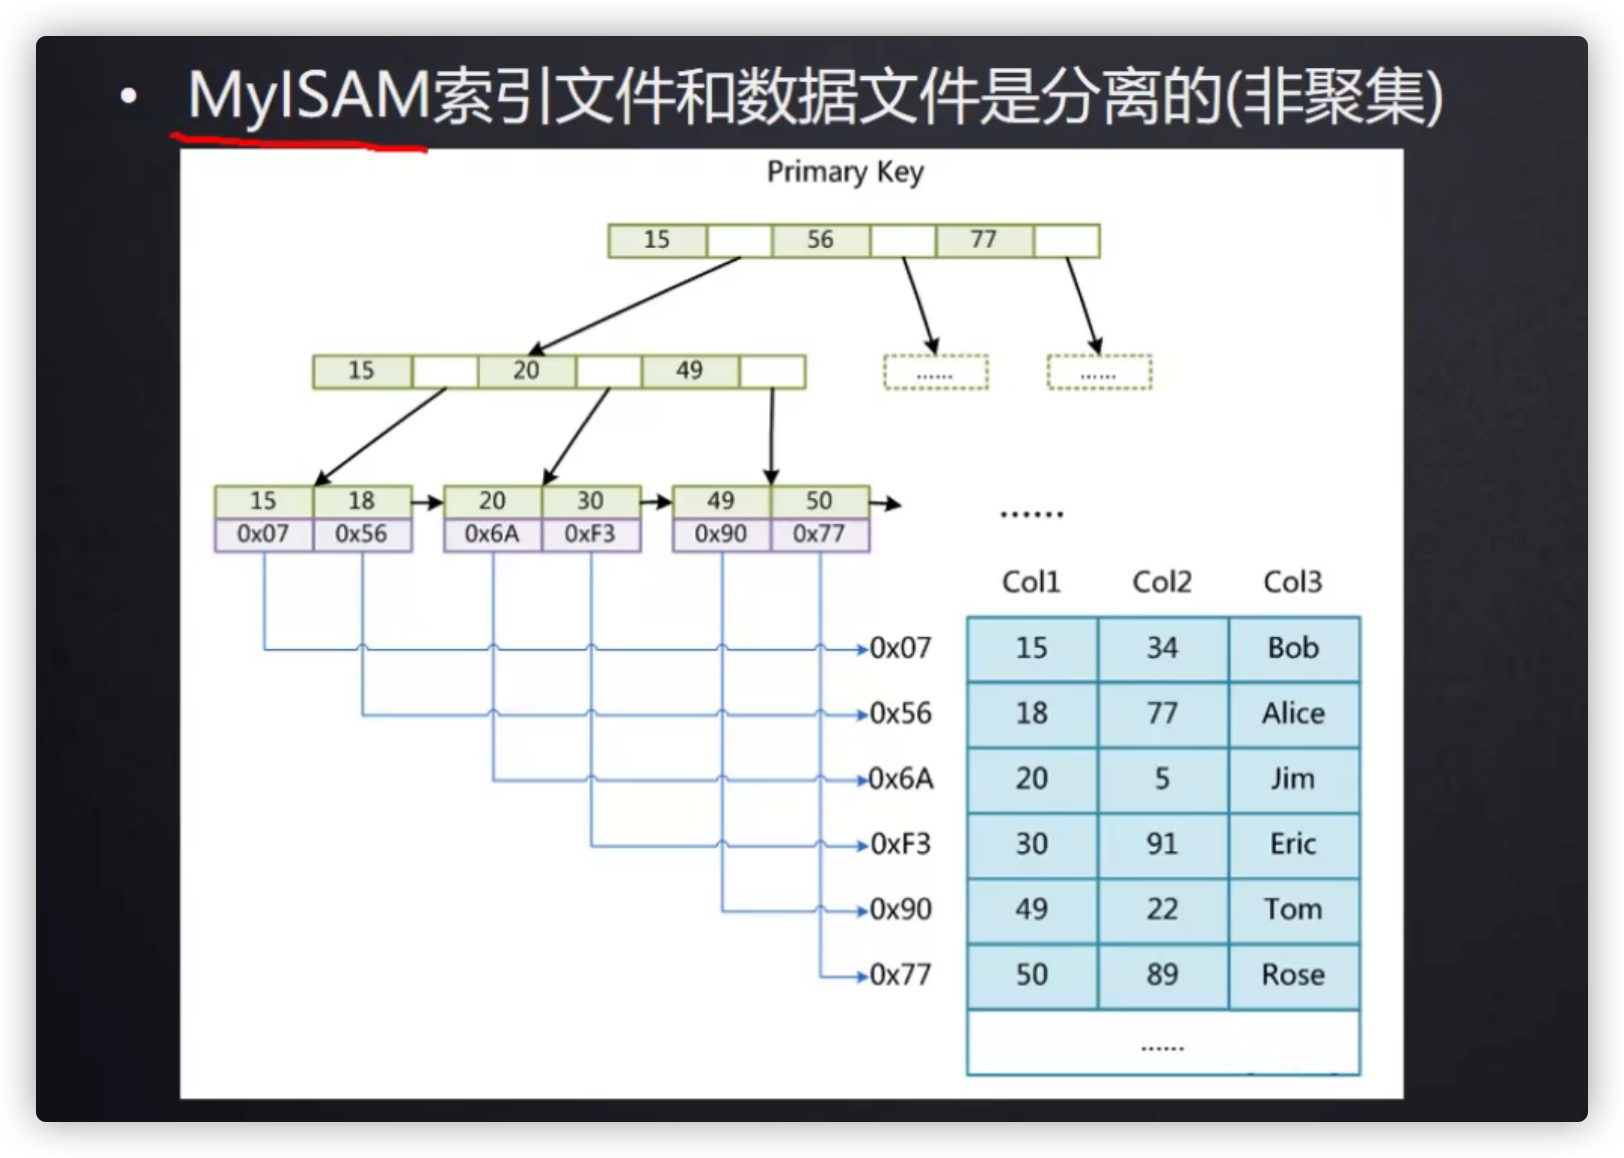 • MyISAM索引文件和数据文件是分离的(非聚集)
Primary Key
15 56 77
15 20 49 ...... ......
15 18 20 30 49 50
0x07 0x56 0x6A 0xF3 0x90 0x77
......
Col1 Col2 Col3
0x07 15 34 Bob
0x56 18 77 Alice
0x6A 20 5 Jim
0xF3 30 91 Eric
0x90 49 22 Tom
0x77 50 89 Rose
......